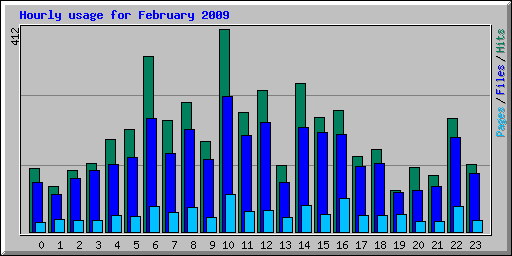 Hourly usage for February 2009
412
Pages/Files/Hits
0 1 2 3 4 5 6 7 8 9 10 11 12 13 14 15 16 17 18 19 20 21 22 23